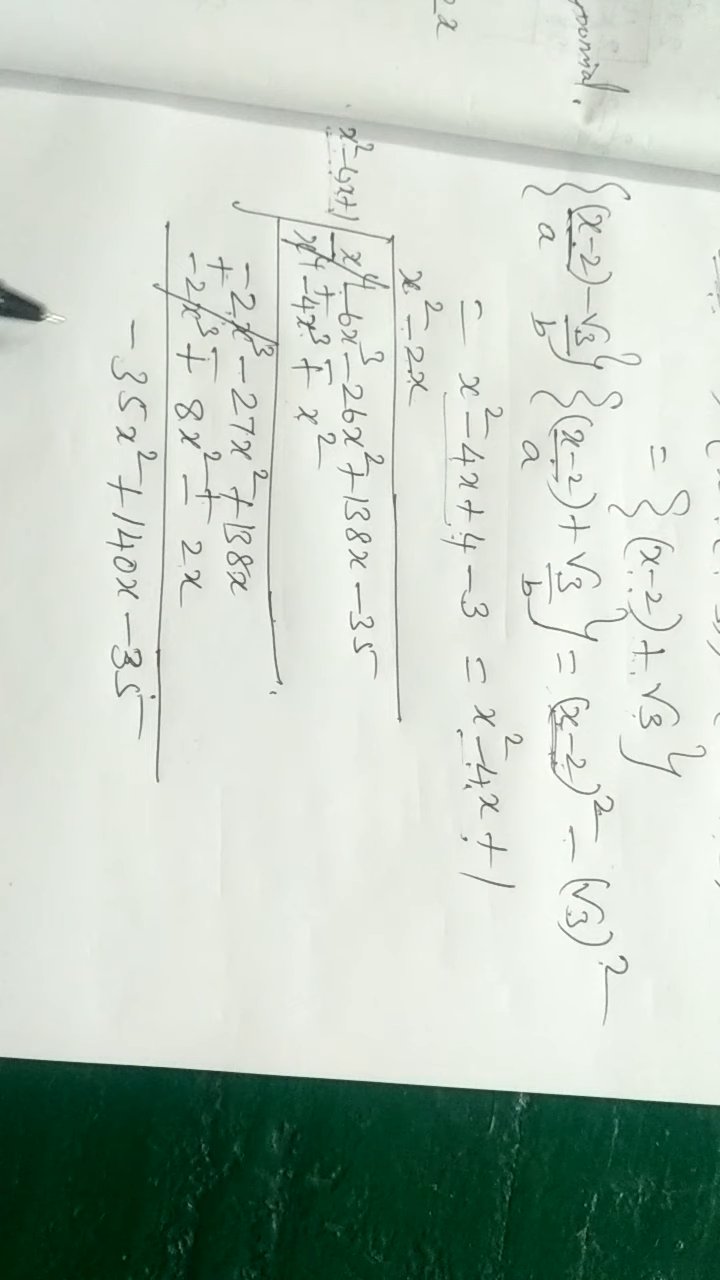 = {(x-2) + √3}
{(x-2) - √3} {(x-2) + √3} = (x-2)² - (√3)²
a b a b
= x² - 4x + 4 - 3 = x² - 4x + 1
x² - 2x
x² - 4x + 1 x⁴ - 6x³ - 26x² + 138x - 35
x⁴ - 4x³ + x²
- + -
-2x³ - 27x² + 138x
-2x³ + 8x² - 2x
+ - +
-35x² + 140x - 35
ynomial.
2x